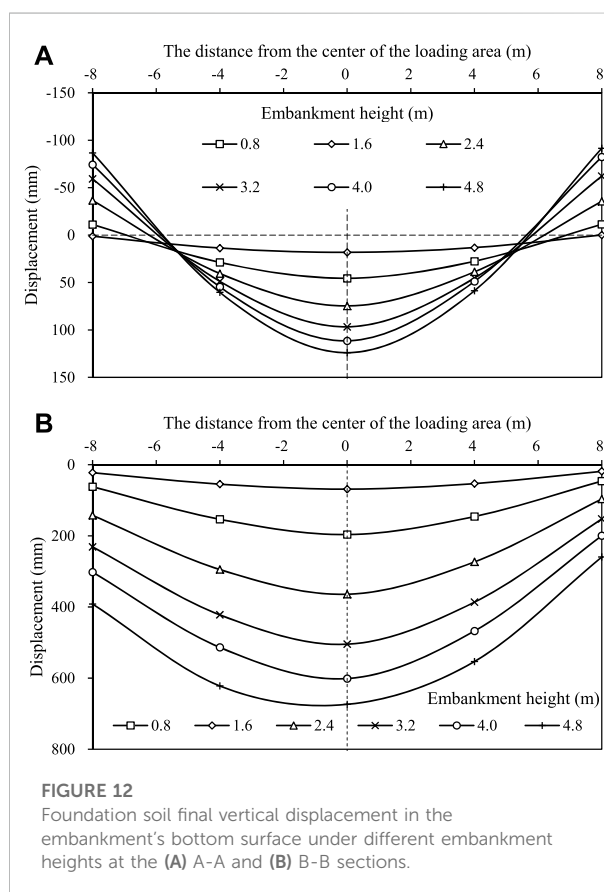 A
The distance from the center of the loading area (m)
-8 -6 -4 -2 0 2 4 6 8
-150
-100
-50
0
50
100
150
Displacement (mm)
Embankment height (m)
0.8 1.6 2.4
3.2 4.0 4.8
B
The distance from the center of the loading area (m)
-8 -6 -4 -2 0 2 4 6 8
0
200
400
600
800
Displacement (mm)
Embankment height (m)
0.8 1.6 2.4 3.2 4.0 4.8
FIGURE 12
Foundation soil final vertical displacement in the
embankment's bottom surface under different embankment
heights at the (A) A-A and (B) B-B sections.